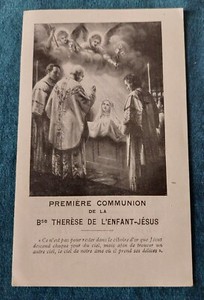 PREMIÈRE COMMUNION
DE LA
Bse THÉRÈSE DE L'ENFANT-JÉSUS
« Ce n'est pas pour rester dans le ciboire d'or que Jésus
descend chaque jour du ciel, mais afin de trouver un
autre ciel, le ciel de notre âme où il prend ses délices ».